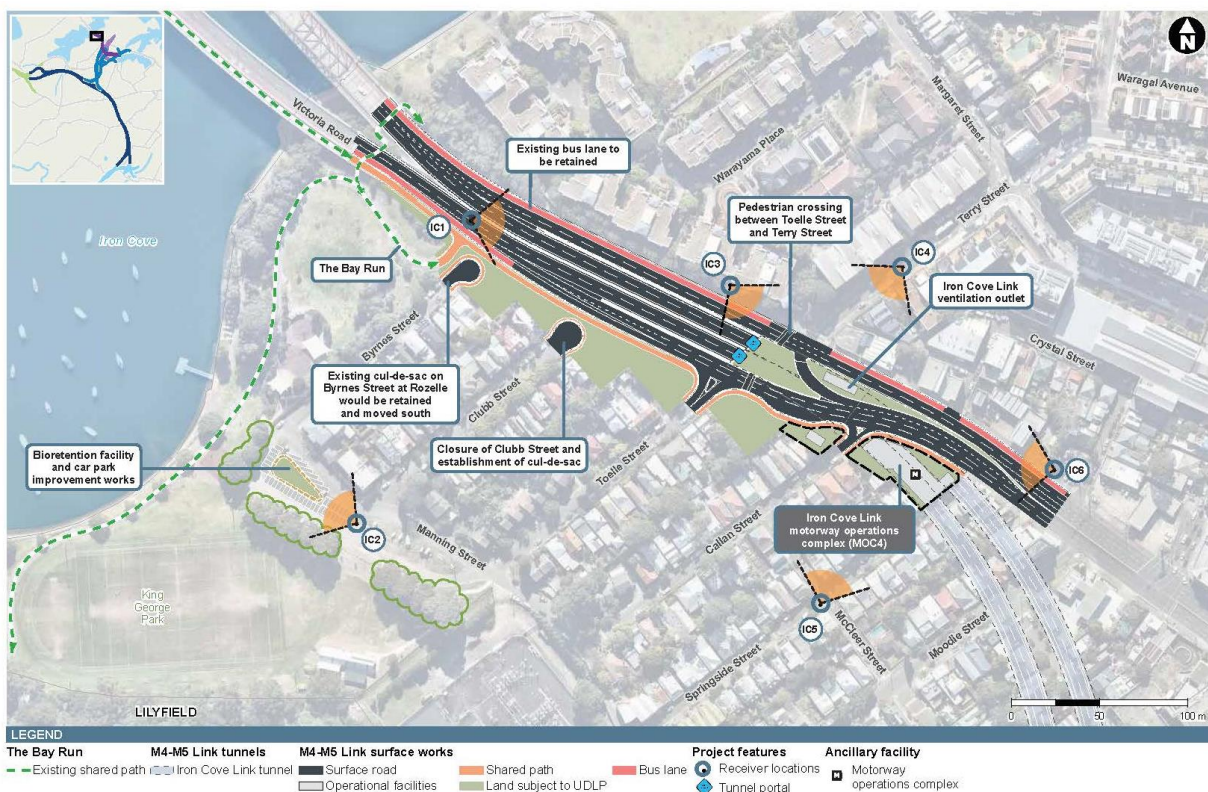 N
Waragal Avenue
Margaret Street
Victoria Road
Existing bus lane to
be retained
Warayama Place
Terry Street
Pedestrian crossing
between Toelle Street
and Terry Street
Iron Cove
IC1
IC3
IC4
The Bay Run
Iron Cove Link
ventilation outlet
Byrnes Street
Crystal Street
Existing cul-de-sac on
Byrnes Street at Rozelle
would be retained
and moved south
Clubb Street
Closure of Clubb Street and
establishment of cul-de-sac
Toelle Street
Bioretention facility
and car park
improvement works
IC6
M
Iron Cove Link
motorway operations
complex (MOC4)
Callan Street
Manning Street
IC2
King
George
Park
IC5
McCleer Street
Moodie Street
Springside Street
0 50 100 m
LILYFIELD
LEGEND
The Bay Run
Existing shared path
M4-M5 Link tunnels
Iron Cove Link tunnel
M4-M5 Link surface works
Surface road
Operational facilities
Shared path
Land subject to UDLP
Bus lane
Project features
Receiver locations
Tunnel portal
Ancillary facility
M Motorway
operations complex